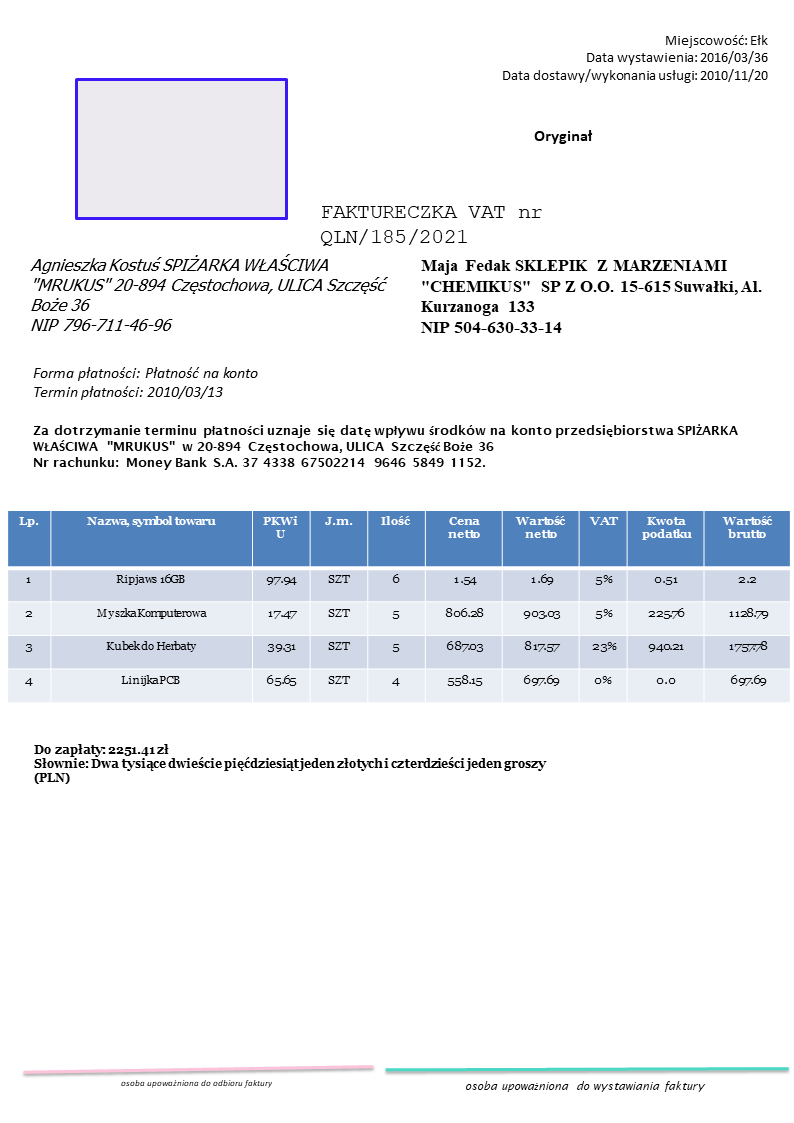 Miejscowość: Ełk
Data wystawienia: 2016/03/36
Data dostawy/wykonania usługi: 2010/11/20
Oryginał
FAKTURECZKA VAT nr
QLN/185/2021
Agnieszka Kostuś SPIŻARKA WŁAŚCIWA
"MRUKUS" 20-894 Częstochowa, ULICA Szczęść
Boże 36
NIP 796-711-46-96
Maja Fedak SKLEPIK Z MARZENIAMI
"CHEMIKUS" SP Z O.O. 15-615 Suwałki, Al.
Kurzanoga 133
NIP 504-630-33-14
Forma płatności: Płatność na konto
Termin płatności: 2010/03/13
Za dotrzymanie terminu płatności uznaje się datę wpływu środków na konto przedsiębiorstwa SPIŻARKA
WŁAŚCIWA "MRUKUS" w 20-894 Częstochowa, ULICA Szczęść Boże 36
Nr rachunku: Money Bank S.A. 37 4338 67502214 9646 5849 1152.
Lp. Nazwa, symbol towaru PKWi J.m. Ilość Cena Wartość VAT Kwota Wartość
U netto netto podatku brutto
1 Ripjaws 16GB 97.94 SZT 6 1.54 1.69 5% 0.51 2.2
2 Myszka Komputerowa 17.47 SZT 5 806.28 903.03 5% 225.76 1128.79
3 Kubek do Herbaty 39.31 SZT 5 687.03 817.57 23% 940.21 1757.78
4 Linijka PCB 65.65 SZT 4 558.15 697.69 0% 0.0 697.69
Do zapłaty: 2251.41 zł
Słownie: Dwa tysiące dwieście pięćdziesiąt jeden złotych i czterdzieści jeden groszy
(PLN)
osoba upoważniona do odbioru faktury
osoba upoważniona do wystawiania faktury